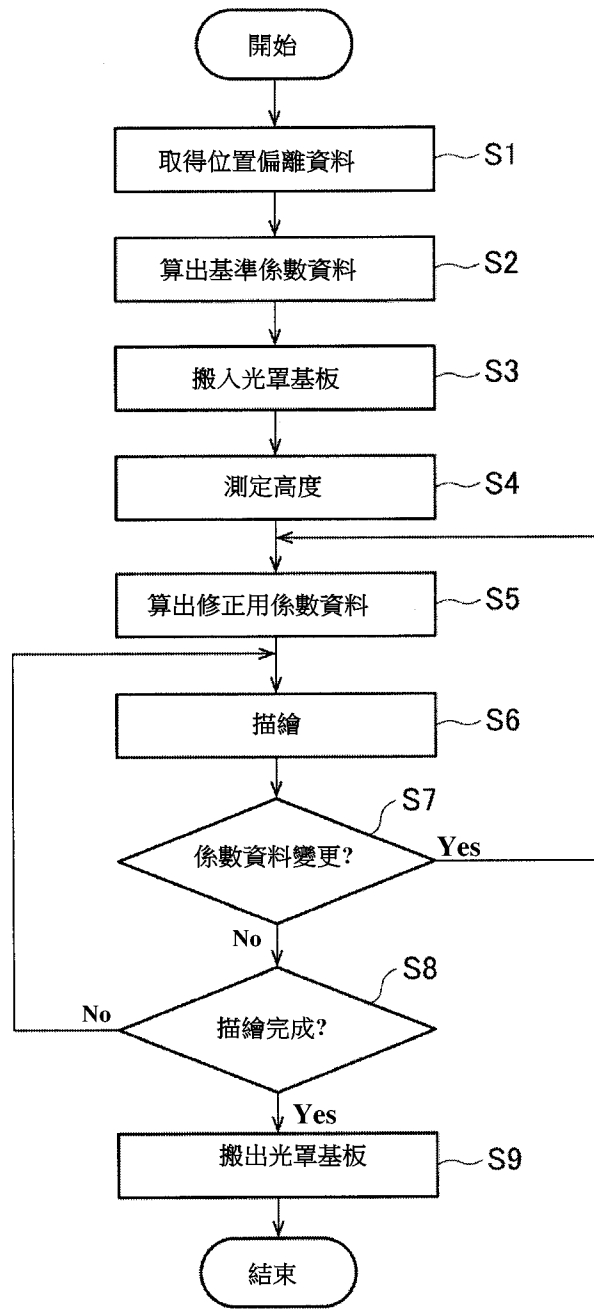 開始
取得位置偏離資料
S1
算出基準係數資料
S2
搬入光罩基板
S3
測定高度
S4
算出修正用係數資料
S5
描繪
S6
S7
係數資料變更?
Yes
No
S8
描繪完成?
No
Yes
搬出光罩基板
S9
結束